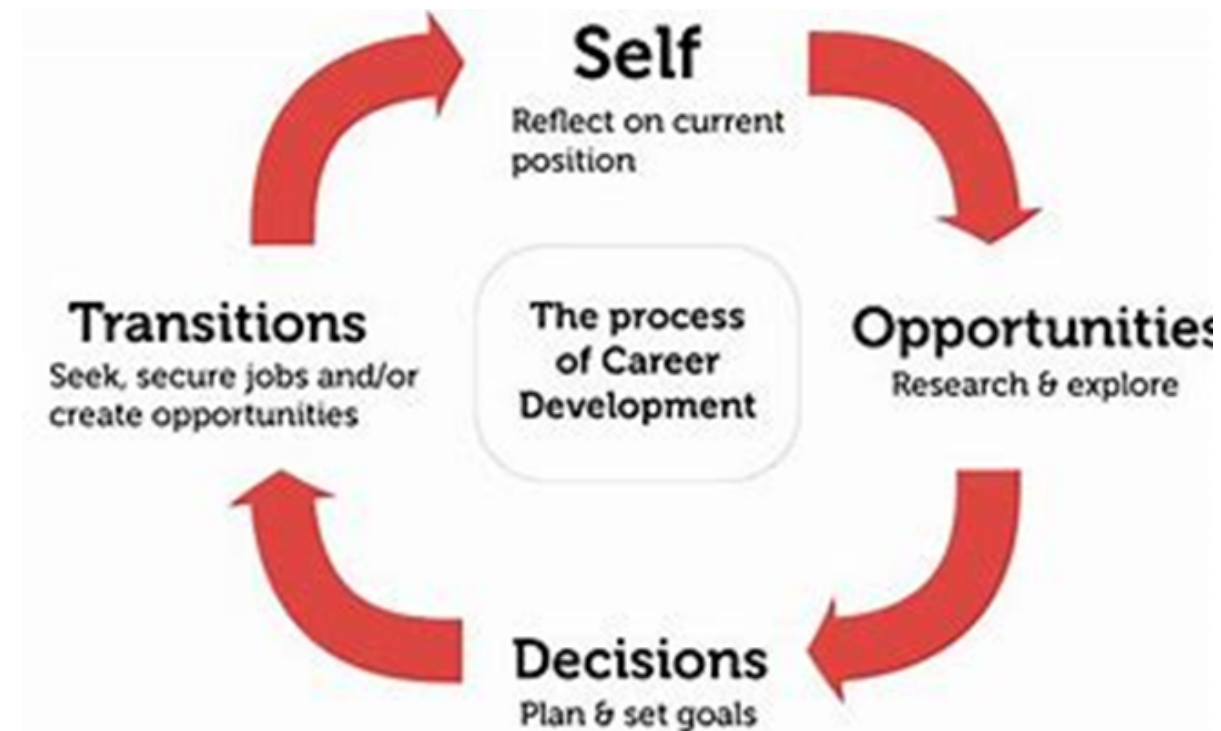 Self
Reflect on current
position
Transitions
Seek, secure jobs and/or
create opportunities
The process
of Career
Development
Opportunities
Research & explore
Decisions
Plan & set goals